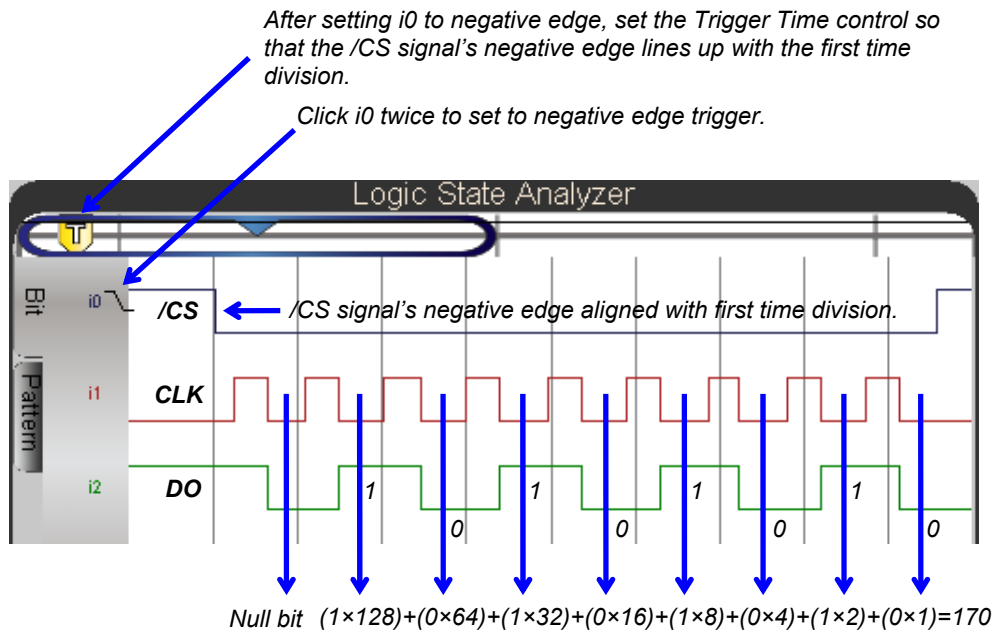 After setting i0 to negative edge, set the Trigger Time control so
that the /CS signal’s negative edge lines up with the first time
division.
Click i0 twice to set to negative edge trigger.
Logic State Analyzer
T
Bit
Pattern
i0
/CS
/CS signal’s negative edge aligned with first time division.
i1
CLK
i2
DO
1
1
1
1
0
0
0
0
Null bit (1×128)+(0×64)+(1×32)+(0×16)+(1×8)+(0×4)+(1×2)+(0×1)=170